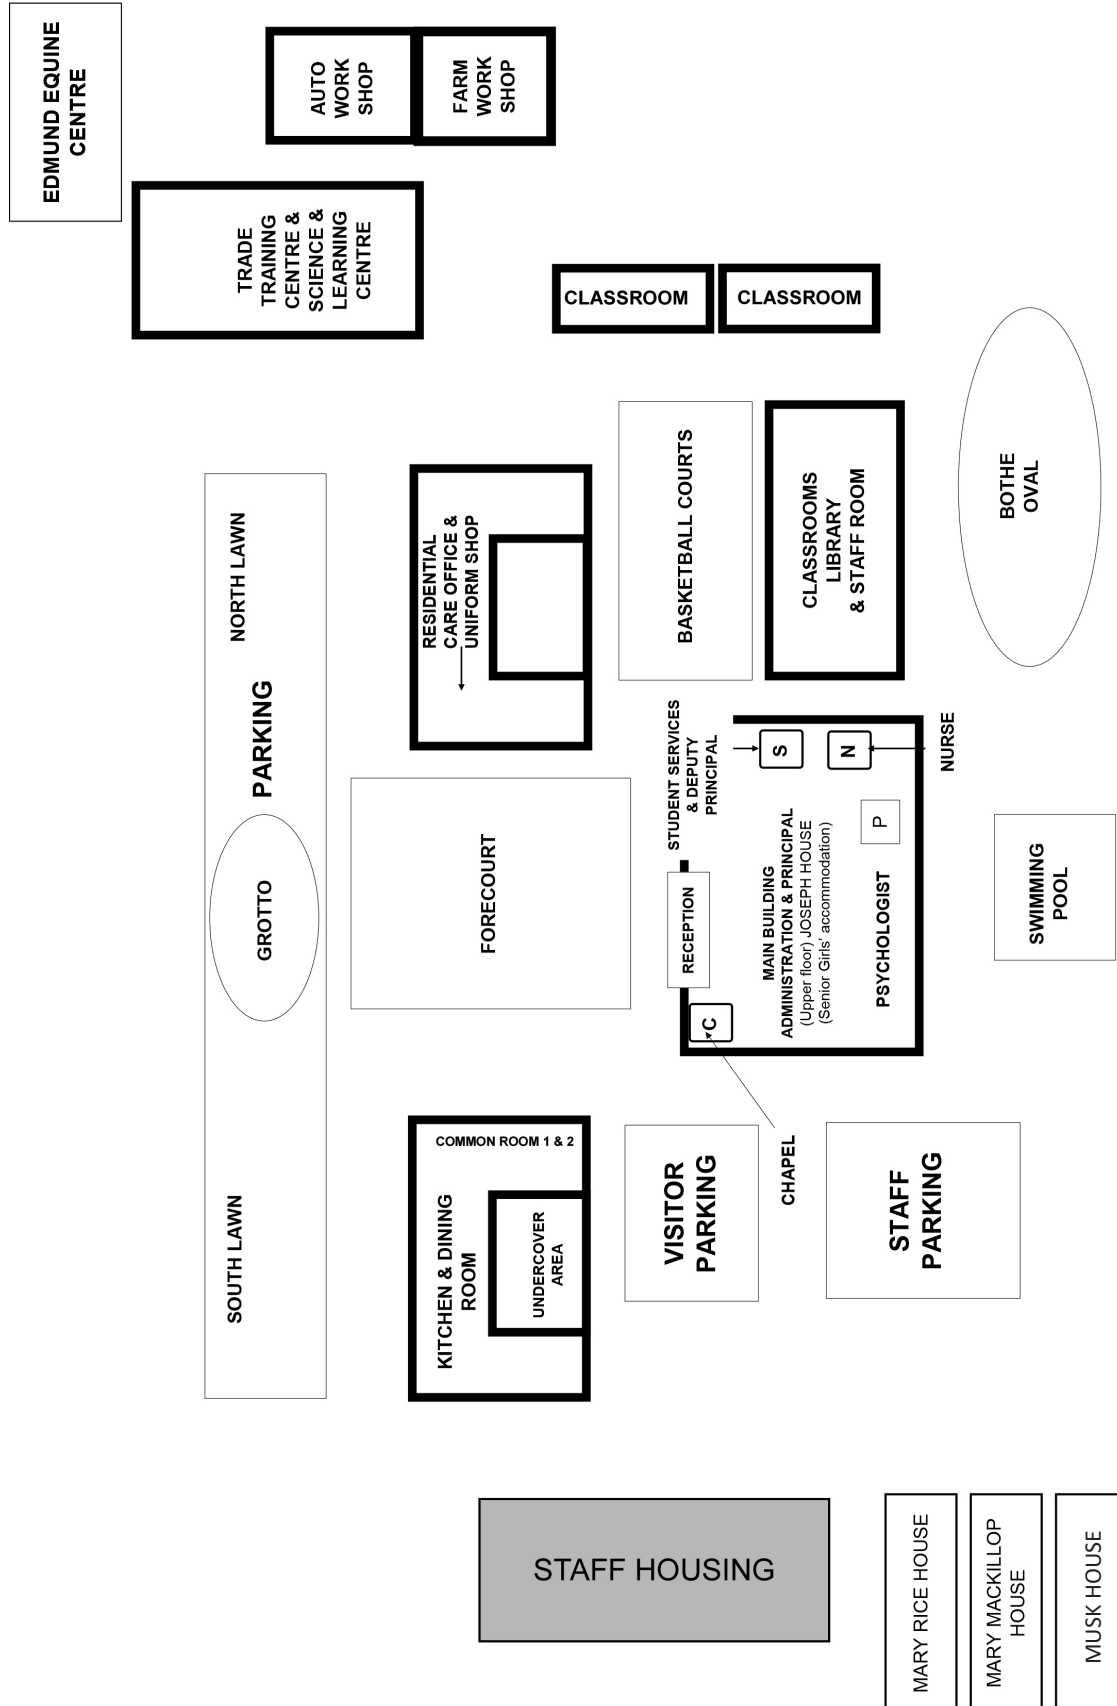 EDMUND EQUINE
CENTRE
AUTO
WORK
SHOP
FARM
WORK
SHOP
TRADE
TRAINING
CENTRE &
SCIENCE &
LEARNING
CENTRE
CLASSROOM
CLASSROOM
NORTH LAWN
PARKING
GROTTO
SOUTH LAWN
RESIDENTIAL
CARE OFFICE &
UNIFORM SHOP
BASKETBALL COURTS
CLASSROOMS
LIBRARY
& STAFF ROOM
BOTHE
OVAL
FORECOURT
STUDENT SERVICES
& DEPUTY
PRINCIPAL
S
N
NURSE
RECEPTION
MAIN BUILDING
ADMINISTRATION & PRINCIPAL
(Upper floor) JOSEPH HOUSE
(Senior Girls’ accommodation)
P
PSYCHOLOGIST
C
CHAPEL
SWIMMING
POOL
COMMON ROOM 1 & 2
KITCHEN & DINING
ROOM
UNDERCOVER
AREA
VISITOR
PARKING
STAFF
PARKING
STAFF HOUSING
MARY RICE HOUSE
MARY MACKILLOP
HOUSE
MUSK HOUSE